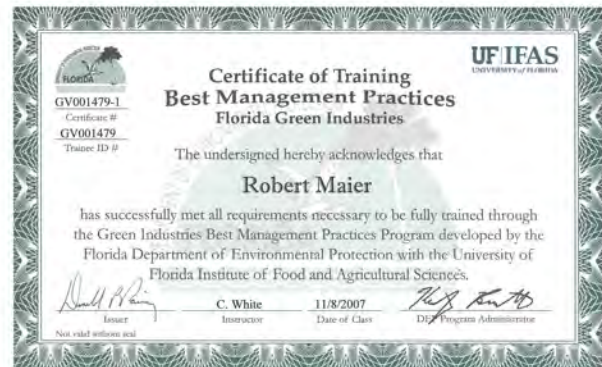 FLORIDA
UF IFAS
UNIVERSITY of FLORIDA
GV001479-1
Certificate #
GV001479
Trainee ID #
Certificate of Training
Best Management Practices
Florida Green Industries
The undersigned hereby acknowledges that
Robert Maier
has successfully met all requirements necessary to be fully trained through
the Green Industries Best Management Practices Program developed by the
Florida Department of Environmental Protection with the University of
Florida Institute of Food and Agricultural Sciences.
C. White 11/8/2007
Issuer Instructor Date of Class DEP Program Administrator
Not valid without seal